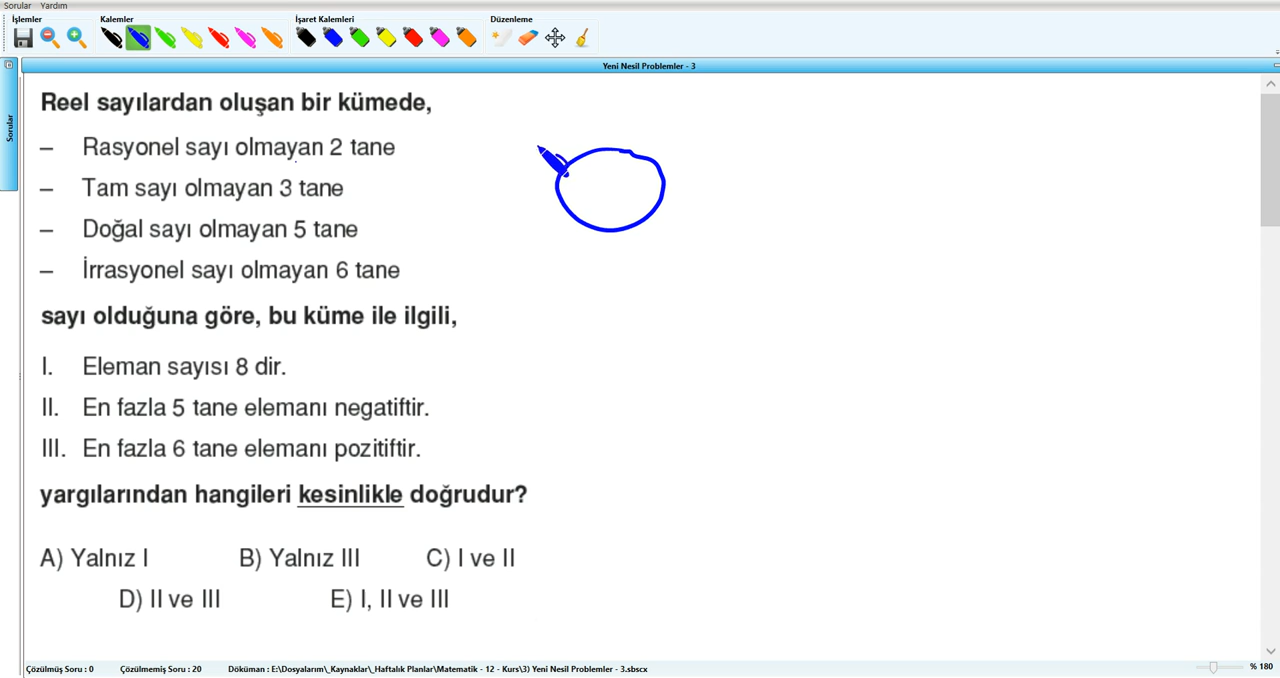 Sorular Yardım
İşlemler Kalemler İşaret Kalemleri Düzenleme
Yeni Nesil Problemler - 3
Sorular
Reel sayılardan oluşan bir kümede,
– Rasyonel sayı olmayan 2 tane
– Tam sayı olmayan 3 tane
– Doğal sayı olmayan 5 tane
– İrrasyonel sayı olmayan 6 tane
sayı olduğuna göre, bu küme ile ilgili,
I. Eleman sayısı 8 dir.
II. En fazla 5 tane elemanı negatiftir.
III. En fazla 6 tane elemanı pozitiftir.
yargılarından hangileri kesinlikle doğrudur?
A) Yalnız I B) Yalnız III C) I ve II
D) II ve III E) I, II ve III
Çözülmüş Soru : 0 Çözülmemiş Soru : 20 Döküman : E:\Dosyalarım\_Kaynaklar\_Haftalık Planlar\Matematik - 12 - Kurs\3) Yeni Nesil Problemler - 3.sbscx % 180